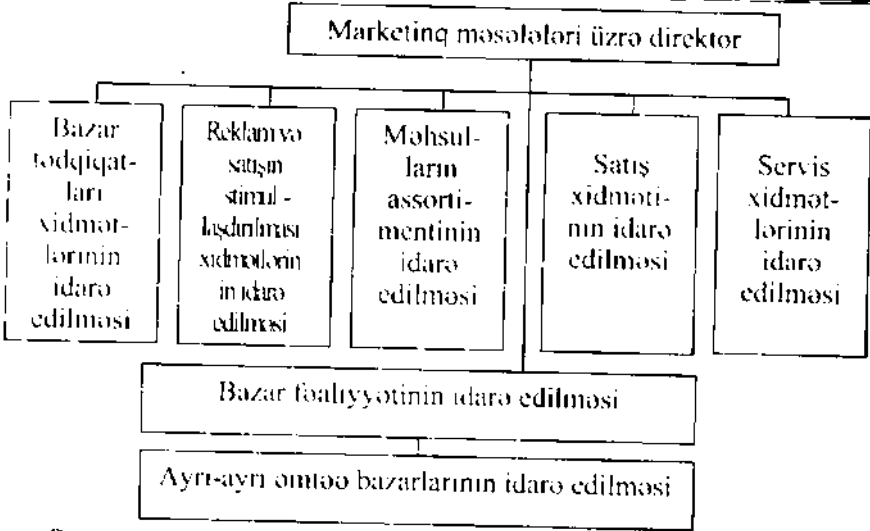 Marketinq məsələləri üzrə direktor
Bazar
tədqiqat-
ları
xidmət-
lərinin
idarə
edilməsi
Reklam və
satışın
stimul-
laşdırılması
xidmətlərin
in idarə
edilməsi
Məhsul-
ların
assorti-
mentinin
idarə
edilməsi
Satış
xidməti-
nin idarə
edilməsi
Servis
xidmət-
lərinin
idarə
edilməsi
Bazar fəaliyyətinin idarə edilməsi
Ayrı-ayrı əmtəə bazarlarının idarə edilməsi